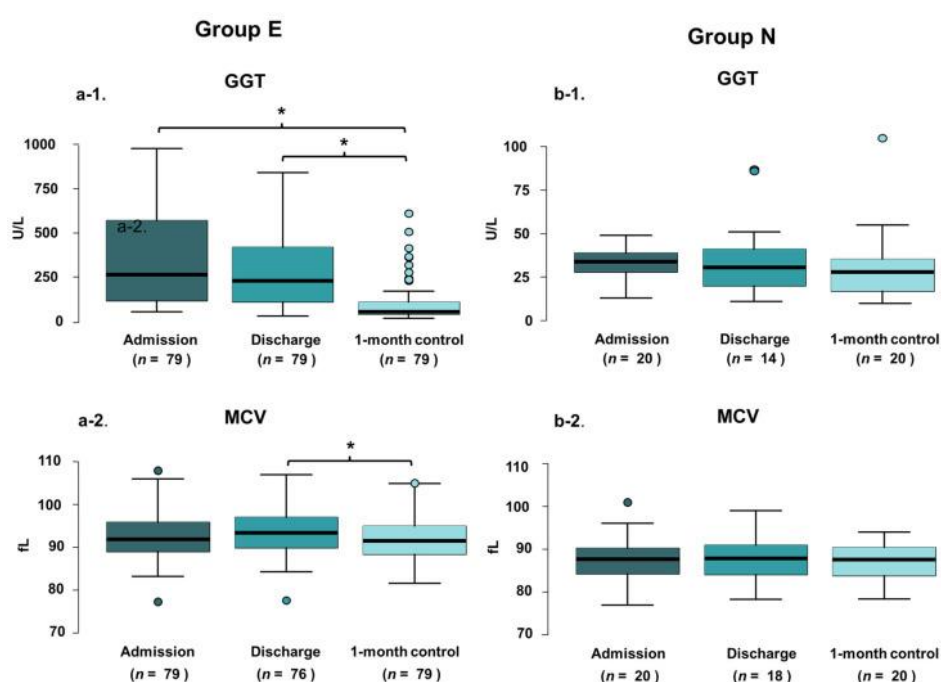 Group E
Group N
a-1.
GGT
*
*
1000
750
500
250
0
U/L
a-2.
Admission
Discharge
1-month control
(n = 79)
(n = 79)
(n = 79)
b-1.
GGT
100
75
50
25
0
U/L
Admission
Discharge
1-month control
(n = 20)
(n = 14)
(n = 20)
a-2.
MCV
*
110
100
90
80
70
fL
Admission
Discharge
1-month control
(n = 79)
(n = 76)
(n = 79)
b-2.
MCV
110
100
90
80
70
fL
Admission
Discharge
1-month control
(n = 20)
(n = 18)
(n = 20)